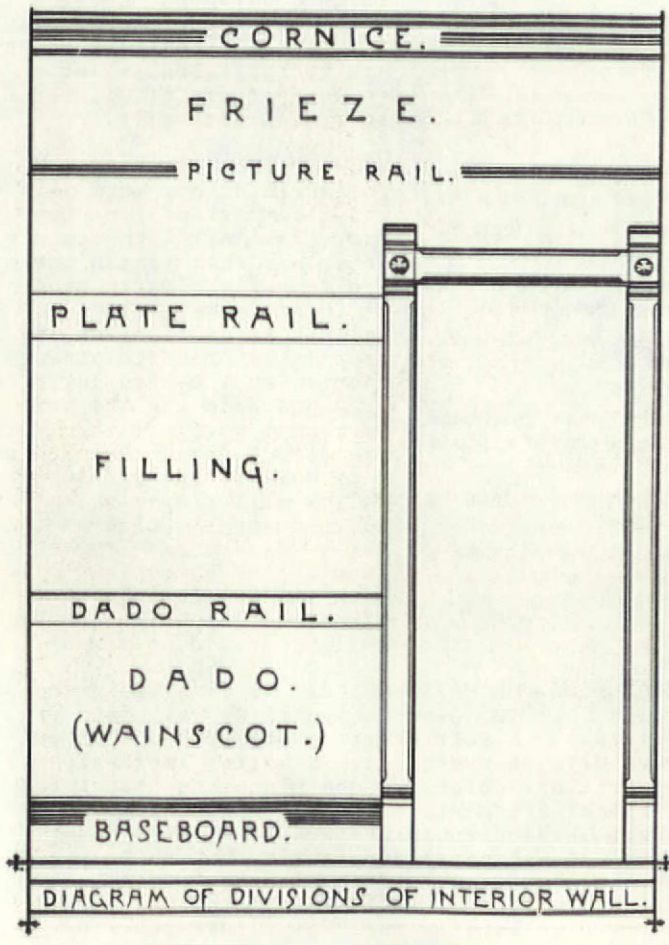 CORNICE.
FRIEZE.
PICTURE RAIL.
PLATE RAIL.
FILLING.
DADO RAIL.
DADO.
(WAINSCOT.)
BASEBOARD.
DIAGRAM OF DIVISIONS OF INTERIOR WALL.